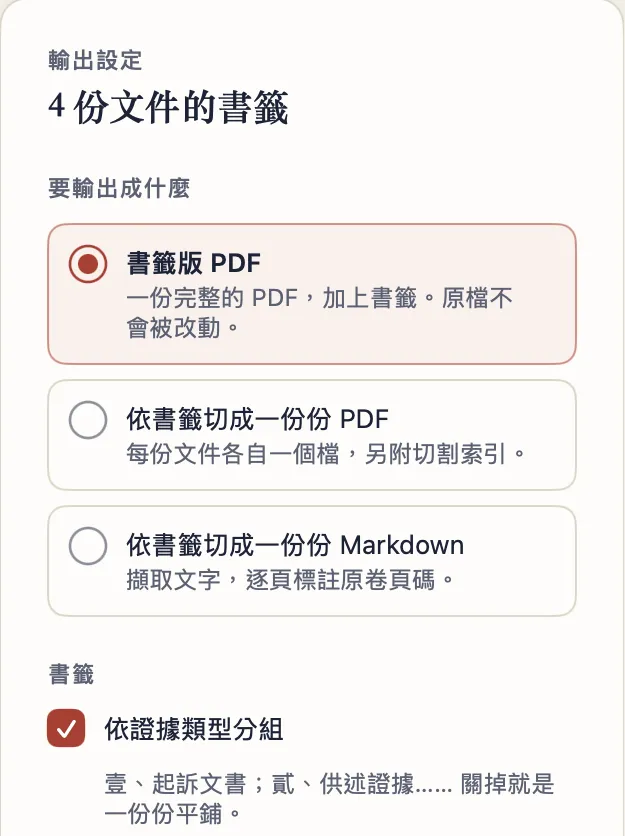 輸出設定
4 份文件的書籤
要輸出成什麼
書籤版 PDF
一份完整的 PDF，加上書籤。原檔不
會被改動。
依書籤切成一份份 PDF
每份文件各自一個檔，另附切割索引。
依書籤切成一份份 Markdown
擷取文字，逐頁標註原卷頁碼。
書籤
依證據類型分組
壹、起訴文書；貳、供述證據…… 關掉就是
一份份平鋪。